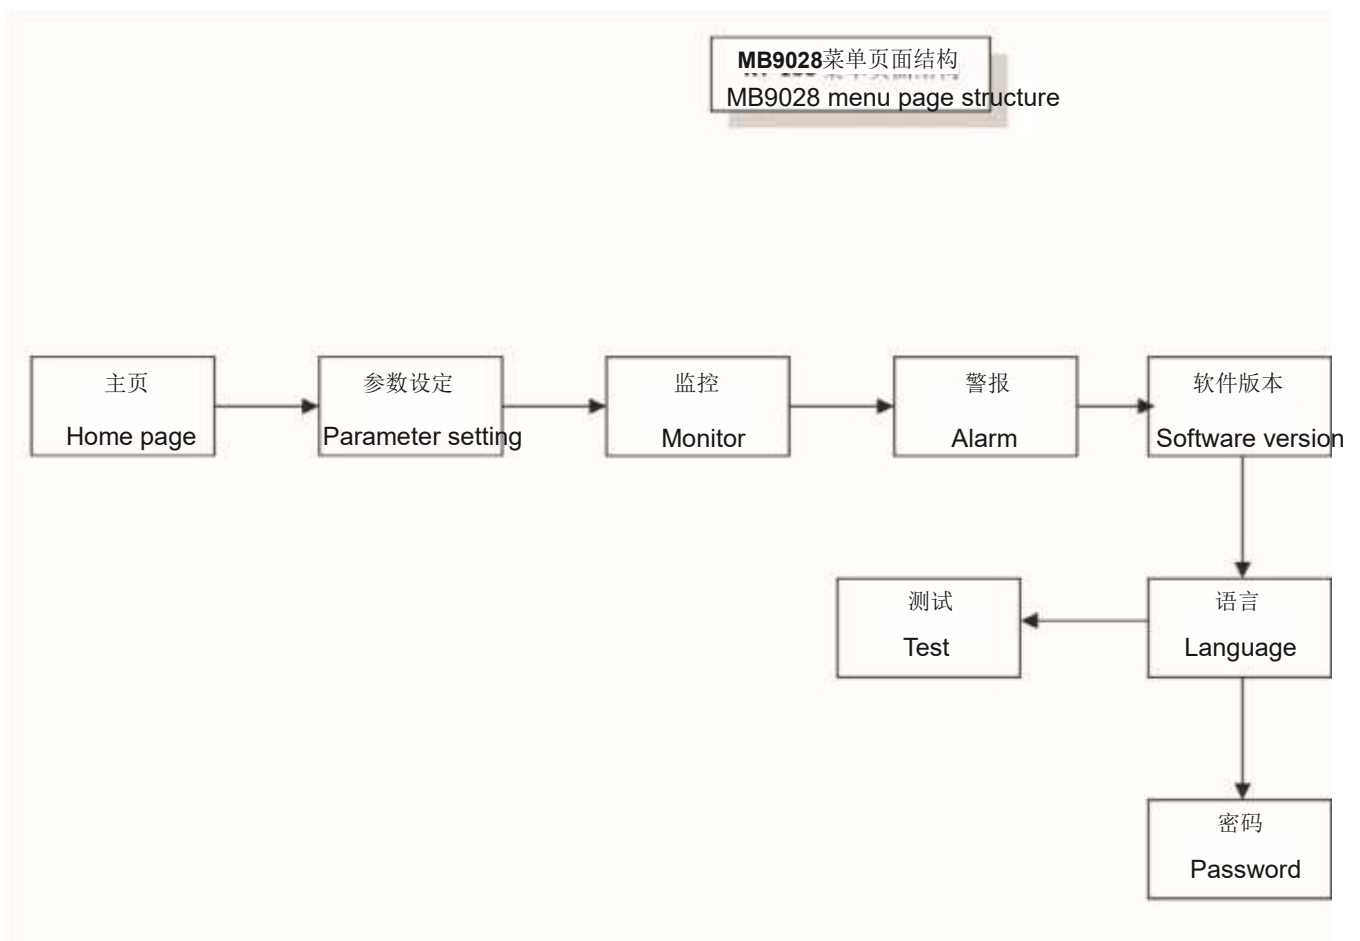 MB9028菜单页面结构
MB9028 menu page structure
主页
Home page
参数设定
Parameter setting
监控
Monitor
警报
Alarm
软件版本
Software version
测试
Test
语言
Language
密码
Password